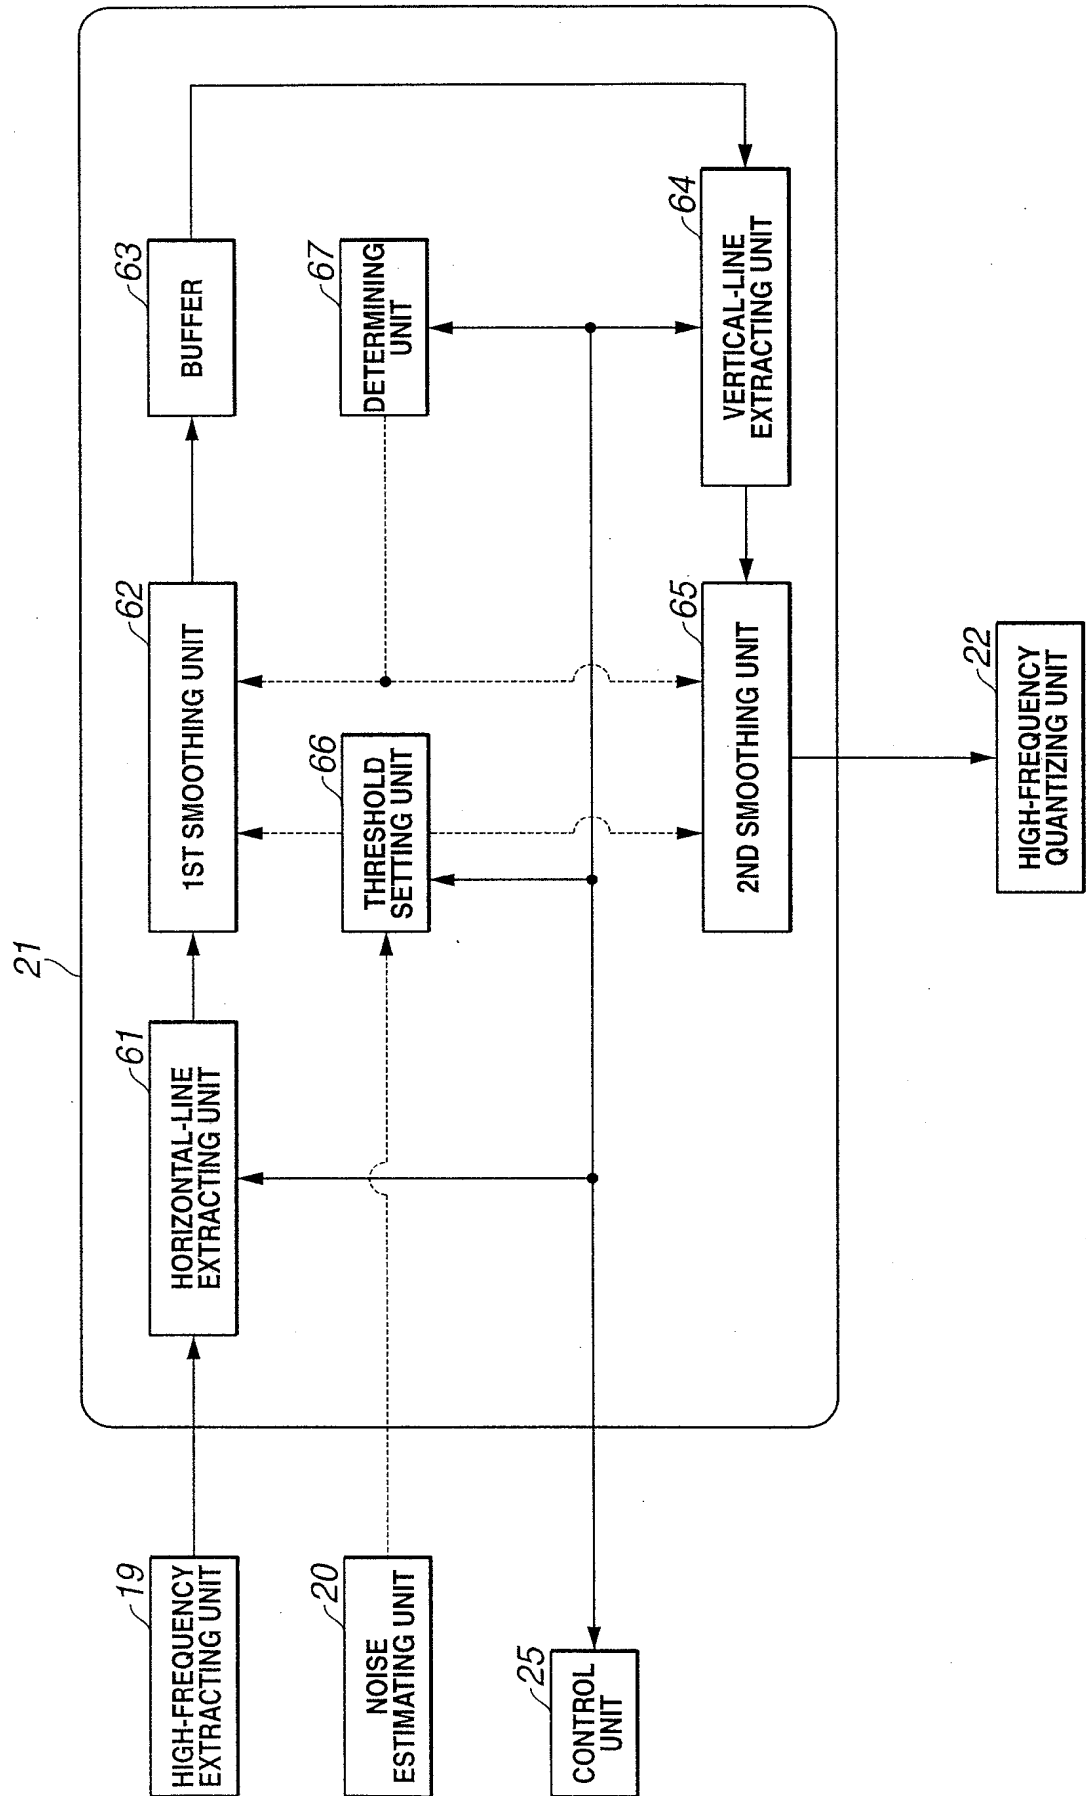 21
19
HIGH-FREQUENCY
EXTRACTING UNIT
61
HORIZONTAL-LINE
EXTRACTING UNIT
62
1ST SMOOTHING UNIT
63
BUFFER
20
NOISE
ESTIMATING UNIT
66
THRESHOLD
SETTING UNIT
67
DETERMINING
UNIT
25
CONTROL
UNIT
65
2ND SMOOTHING UNIT
64
VERTICAL-LINE
EXTRACTING UNIT
22
HIGH-FREQUENCY
QUANTIZING UNIT